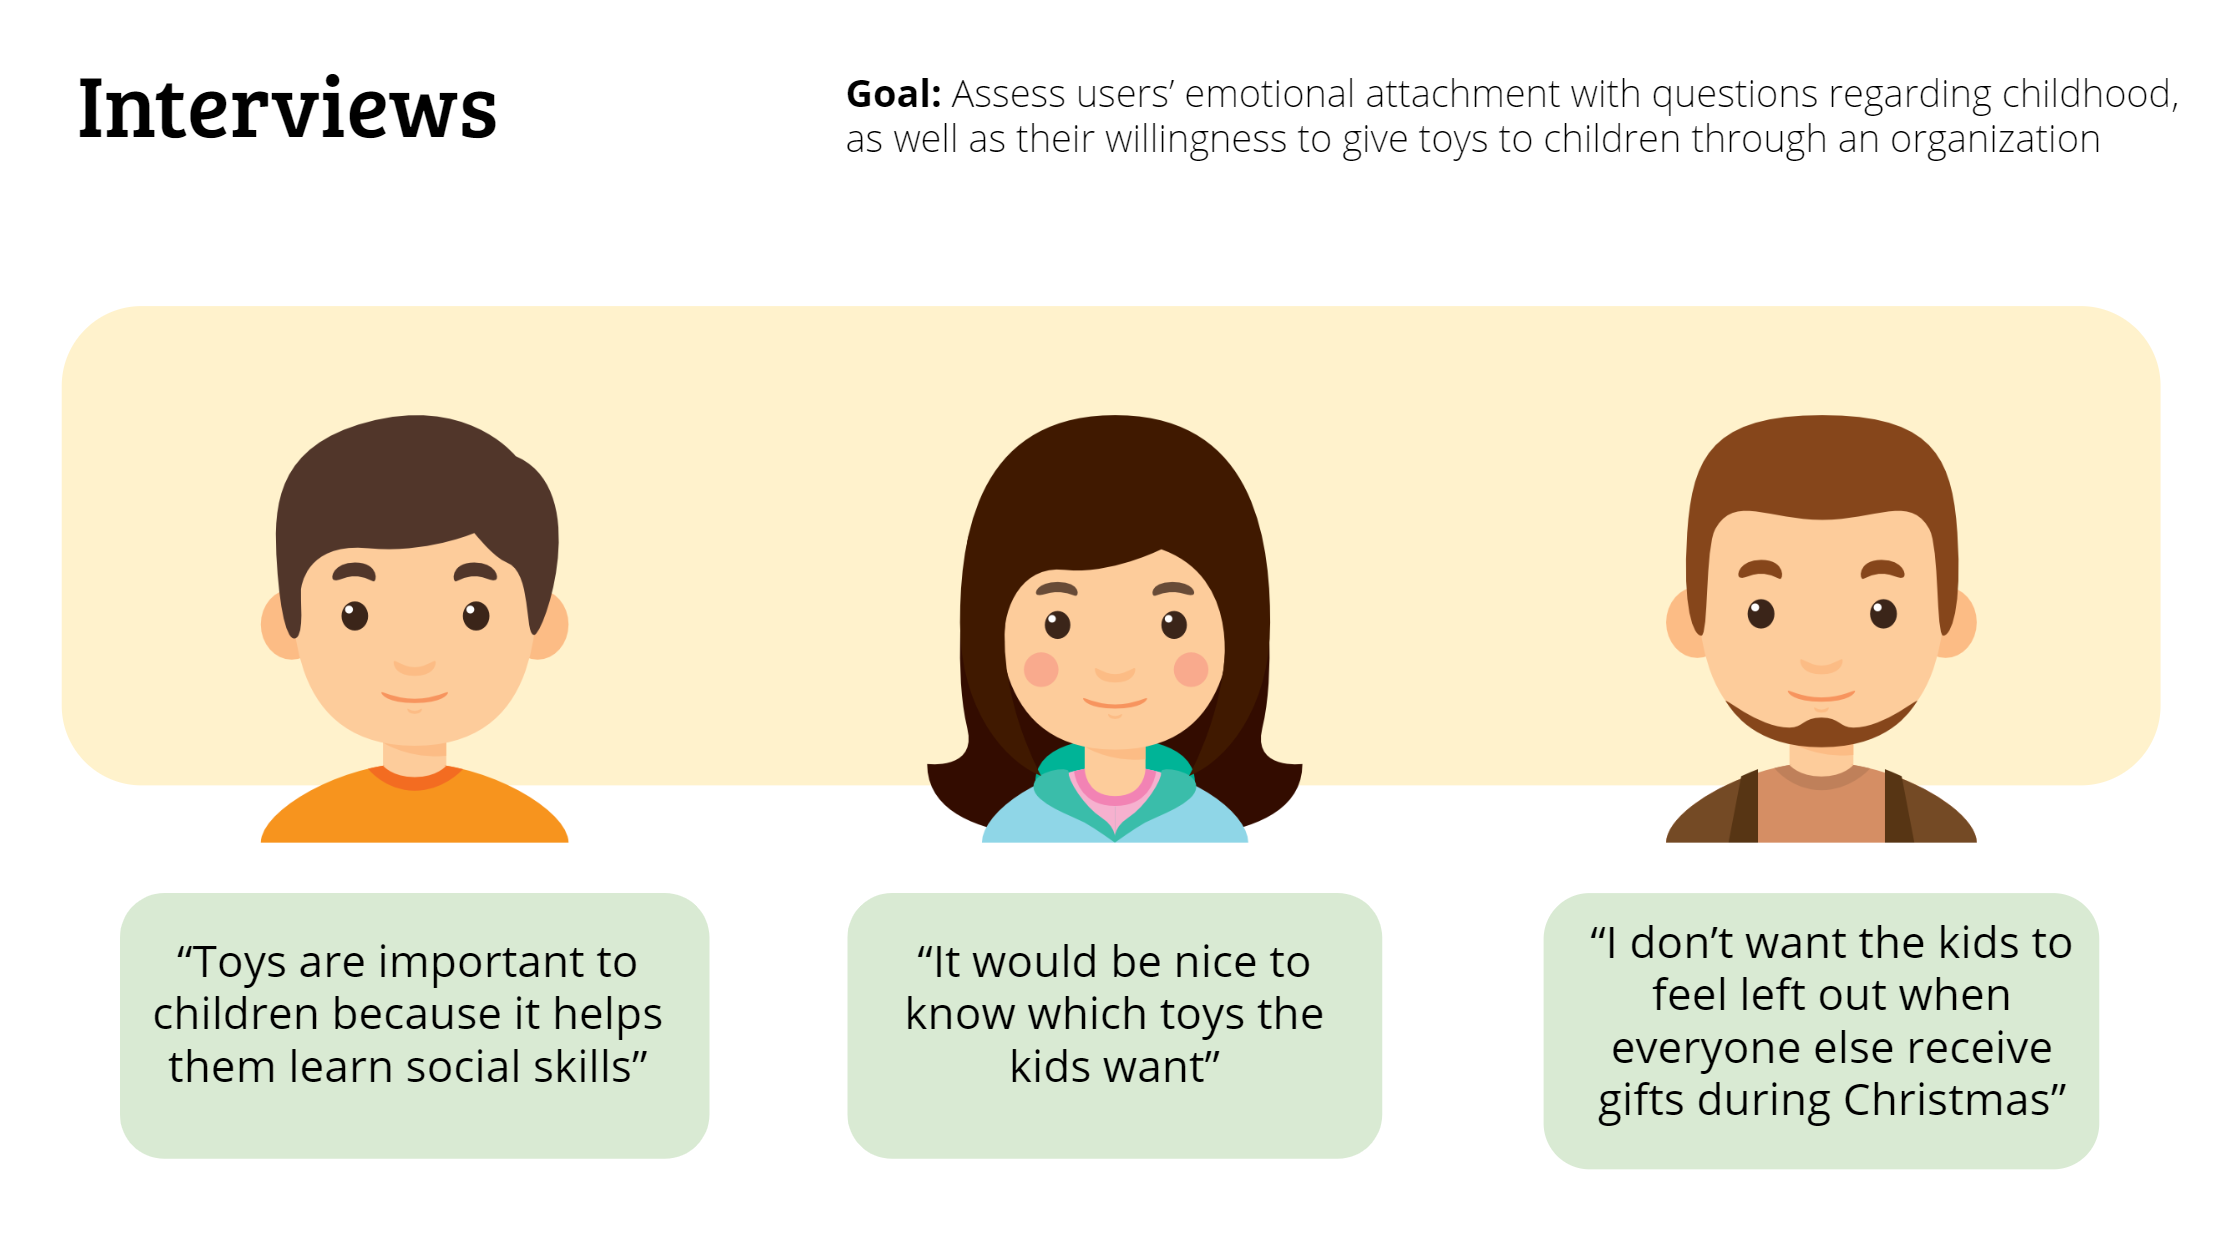 Interviews
Goal: Assess users’ emotional attachment with questions regarding childhood,
as well as their willingness to give toys to children through an organization
“Toys are important to
children because it helps
them learn social skills”
“It would be nice to
know which toys the
kids want”
“I don’t want the kids to
feel left out when
everyone else receive
gifts during Christmas”